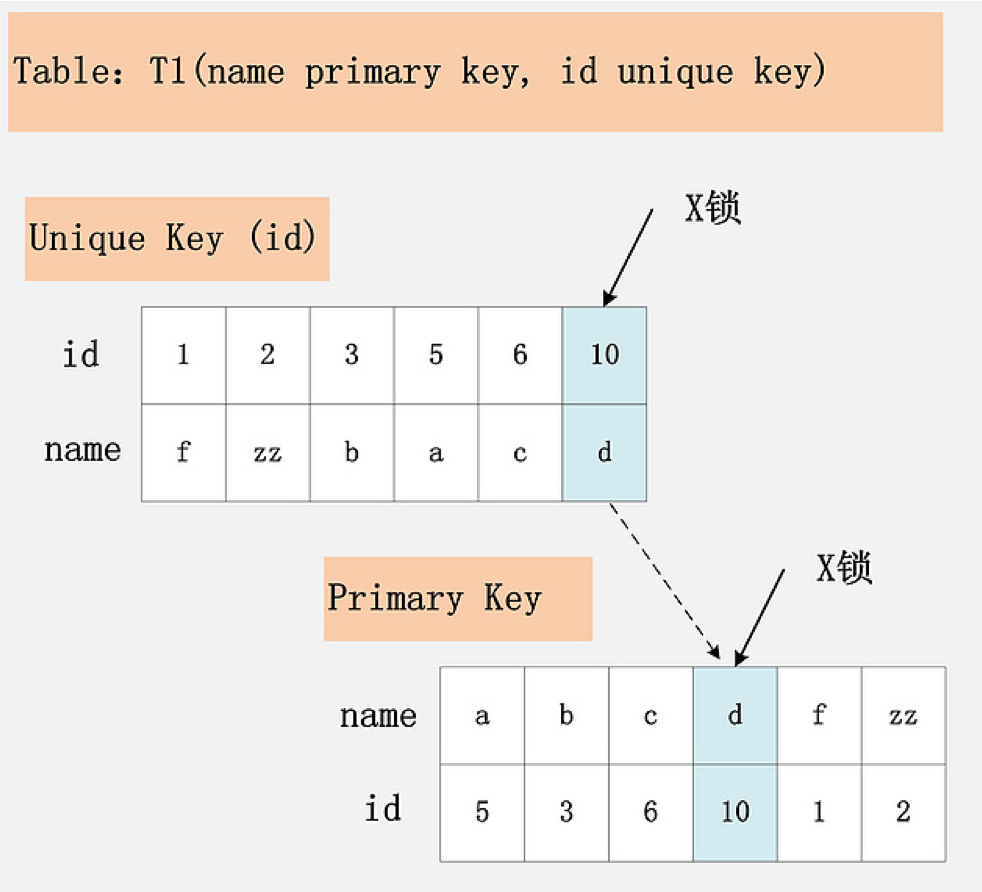 Table: T1(name primary key, id unique key)
X锁
Unique Key (id)
id 1 2 3 5 6 10
name f zz b a c d
X锁
Primary Key
name a b c d f zz
id 5 3 6 10 1 2